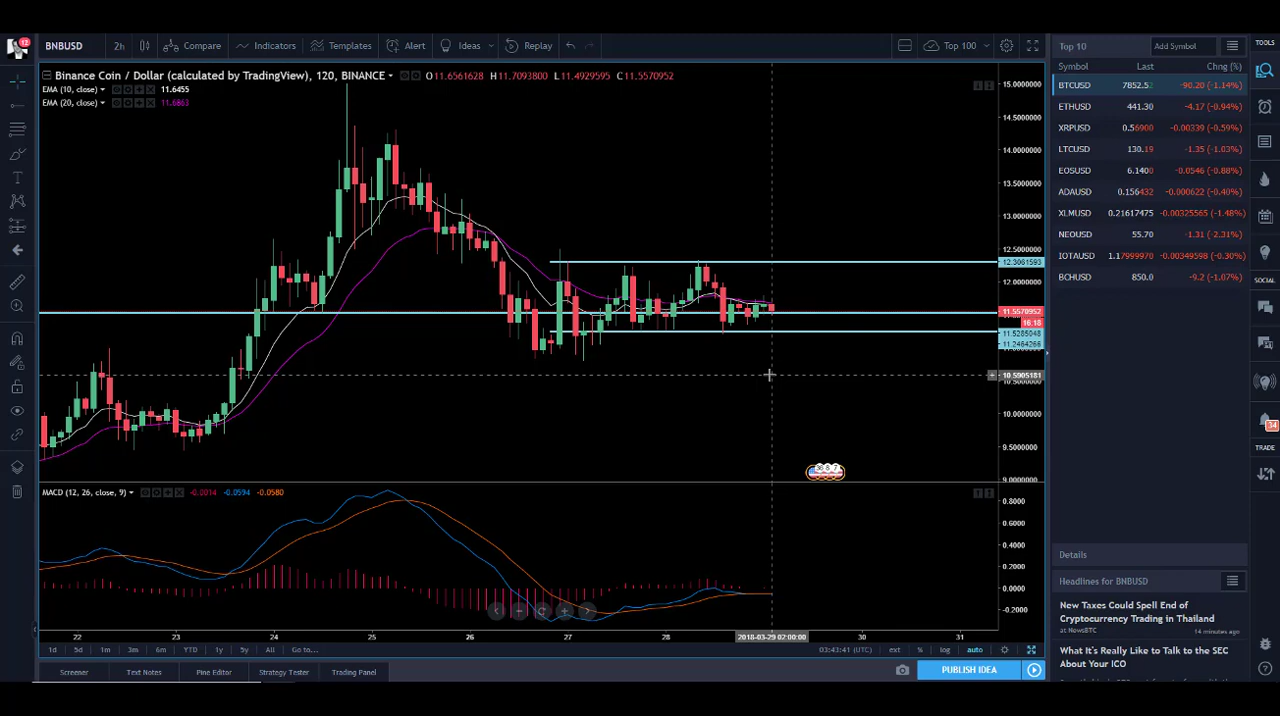 12
BNBUSD
2h
Compare
Indicators
Templates
Alert
Ideas
Replay
Top 100
Top 10
Add Symbol
TOOLS
Binance Coin / Dollar (calculated by TradingView), 120, BINANCE O11.6561628 H11.7093800 L11.4929595 C11.5570952
EMA (10, close) 11.6455
EMA (20, close) 11.6863
15.0000000
14.5000000
14.0000000
13.5000000
13.0000000
12.5000000
12.3061593
12.0000000
11.5570952
16:18
11.5285048
11.2464266
10.5905181
10.0000000
9.5000000
9.0000000
MACD (12, 26, close, 9) -0.0014 -0.0594 -0.0580
0.8000
0.6000
0.4000
0.2000
0.0000
-0.2000
22 23 24 25 26 27 28 2018-03-29 02:00:00 30 31
1d 5d 1m 3m 6m YTD 1y 5y All Go to...
03:43:41 (UTC) ext % log auto
Screener Text Notes Pine Editor Strategy Tester Trading Panel
PUBLISH IDEA
Symbol Last Chng (%)
BTCUSD 7852.52 -90.20 (-1.14%)
ETHUSD 441.30 -4.17 (-0.94%)
XRPUSD 0.56900 -0.00339 (-0.59%)
LTCUSD 130.19 -1.35 (-1.03%)
EOSUSD 6.1400 -0.0546 (-0.88%)
ADAUSD 0.156432 -0.000622 (-0.40%)
XLMUSD 0.21617475 -0.00325565 (-1.48%)
NEOUSD 55.70 -1.31 (-2.31%)
IOTAUSD 1.17999970 -0.00349598 (-0.30%)
BCHUSD 850.0 -9.2 (-1.07%)
SOCIAL
34
TRADE
Details
Headlines for BNBUSD
New Taxes Could Spell End of
Cryptocurrency Trading in Thailand
at NewsBTC 14 minutes ago
What It's Really Like to Talk to the SEC
About Your ICO